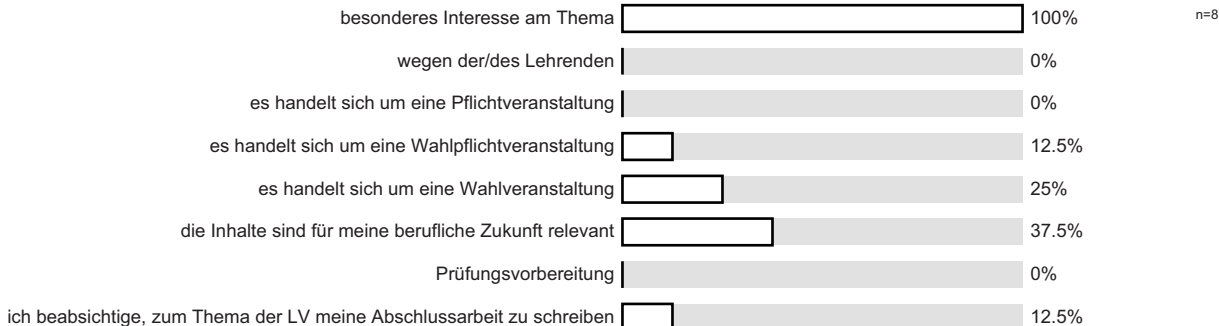 besonderes Interesse am Thema 100% n=8
wegen der/des Lehrenden 0%
es handelt sich um eine Pflichtveranstaltung 0%
es handelt sich um eine Wahlpflichtveranstaltung 12.5%
es handelt sich um eine Wahlveranstaltung 25%
die Inhalte sind für meine berufliche Zukunft relevant 37.5%
Prüfungsvorbereitung 0%
ich beabsichtige, zum Thema der LV meine Abschlussarbeit zu schreiben 12.5%